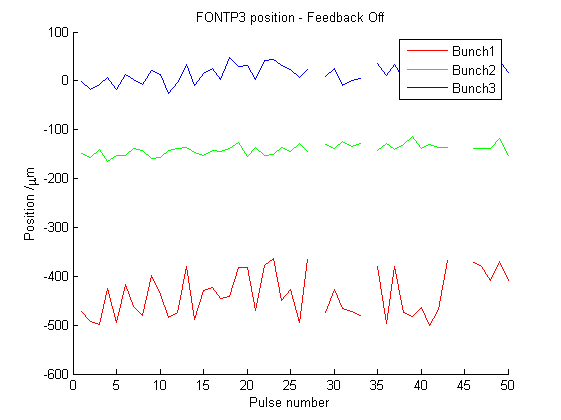 FONTP3 position - Feedback Off
Position /µm
100
0
-100
-200
-300
-400
-500
-600
Bunch1
Bunch2
Bunch3
0 5 10 15 20 25 30 35 40 45 50
Pulse number